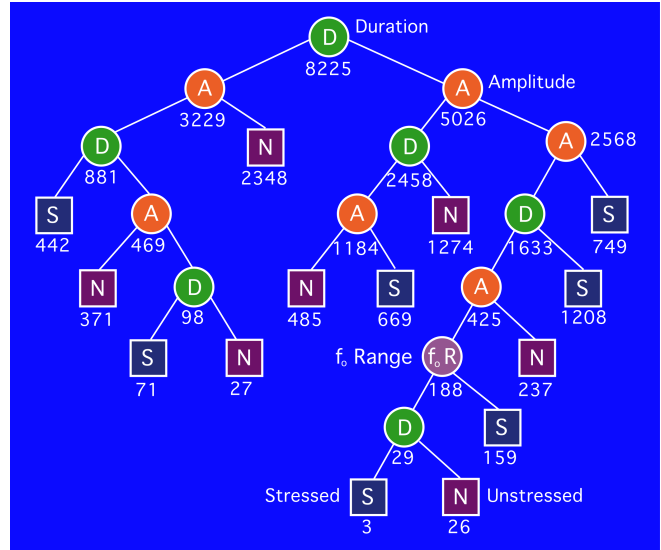 D Duration
8225
A A Amplitude
3229 5026
D N D A 2568
881 2348 2458
S A A N D S
442 469 1184 1274 1633 749
N D N S A S
371 98 485 669 425 1208
S N f₀ Range f₀R N
71 27 188 237
D S
29 159
Stressed S N Unstressed
3 26